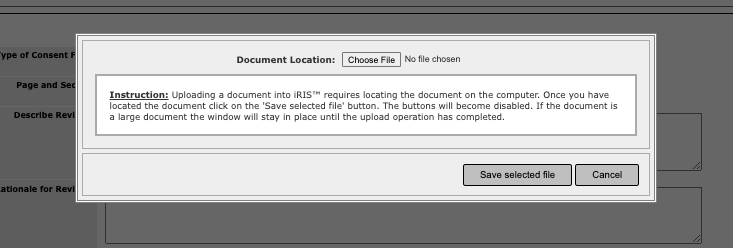 Type of Consent F
Document Location: Choose File No file chosen
Page and Sec
Instruction: Uploading a document into iRIS™ requires locating the document on the computer. Once you have
located the document click on the 'Save selected file' button. The buttons will become disabled. If the document is
a large document the window will stay in place until the upload operation has completed.
Describe Revi
Save selected file Cancel
ationale for Revi